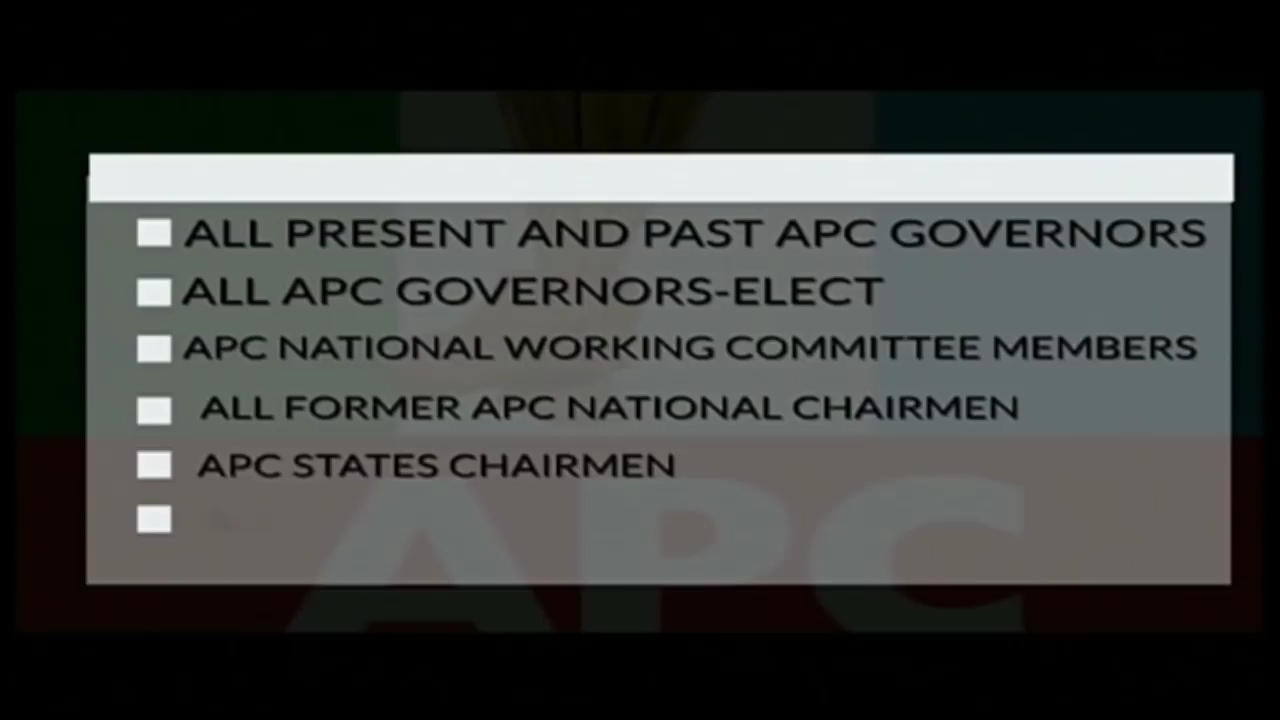 ALL PRESENT AND PAST APC GOVERNORS
ALL APC GOVERNORS-ELECT
APC NATIONAL WORKING COMMITTEE MEMBERS
ALL FORMER APC NATIONAL CHAIRMEN
APC STATES CHAIRMEN
APC